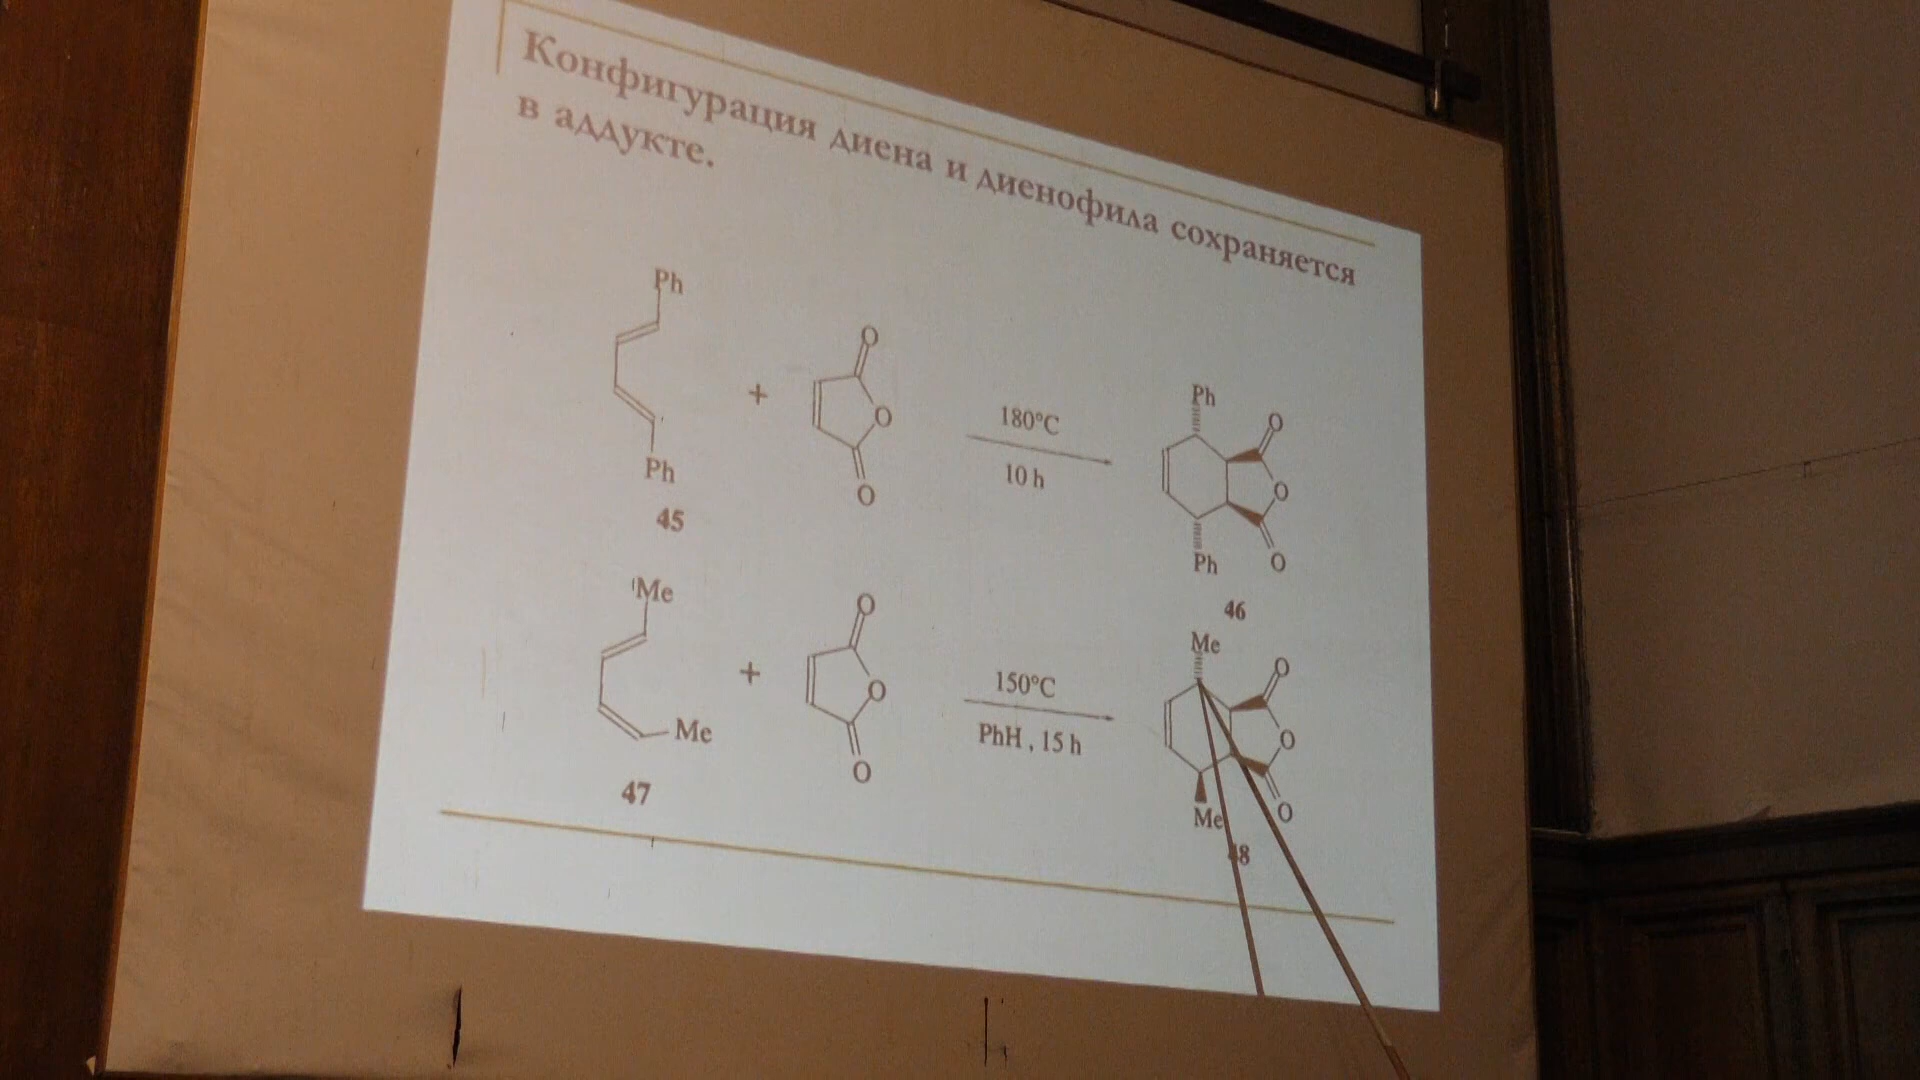 Конфигурация диена и диенофила сохраняется
в аддукте.
Ph
Ph
45
+
O
O
O
180°C
10 h
Ph
O
O
O
Ph
46
Me
Me
47
+
O
O
O
150°C
PhH , 15 h
Me
O
O
O
Me
48